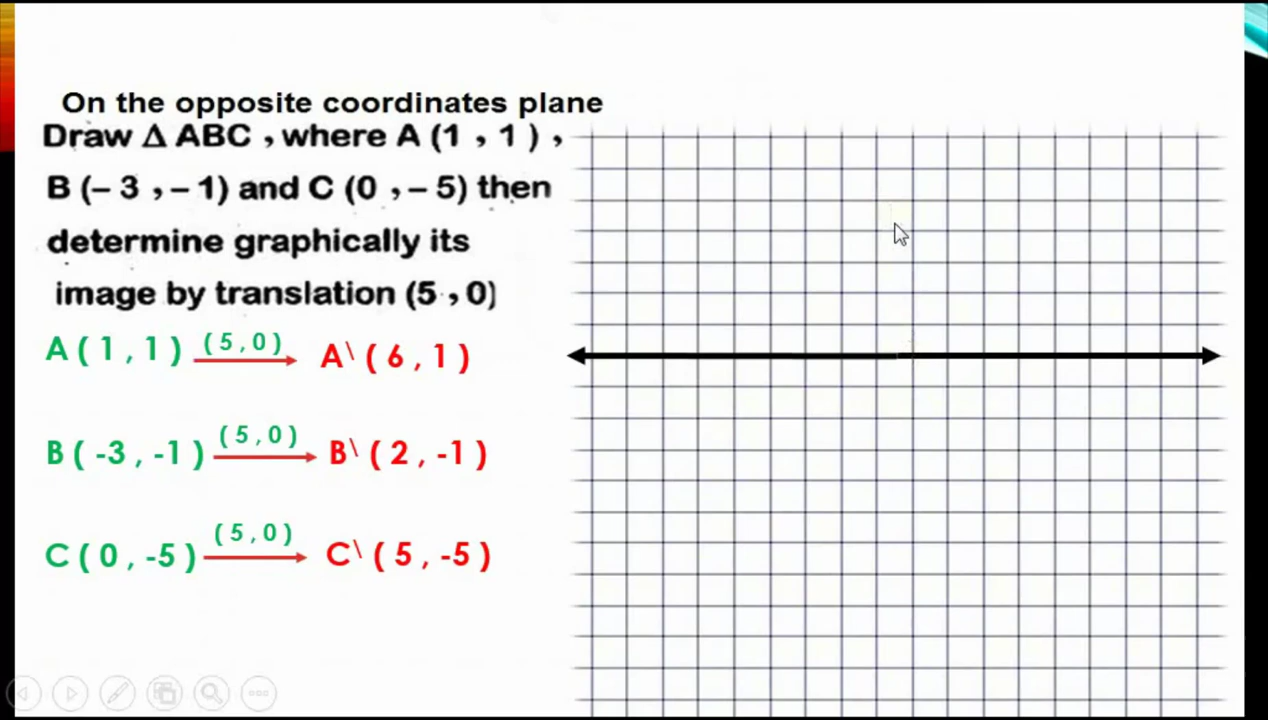 On the opposite coordinates plane
Draw Δ ABC , where A (1 , 1 ) ,
B (– 3 , – 1) and C (0 , – 5) then
determine graphically its
image by translation (5 , 0)
A ( 1 , 1 ) ( 5 , 0 ) A\ ( 6 , 1 )
B ( -3 , -1 ) ( 5 , 0 ) B\ ( 2 , -1 )
C ( 0 , -5 ) ( 5 , 0 ) C\ ( 5 , -5 )